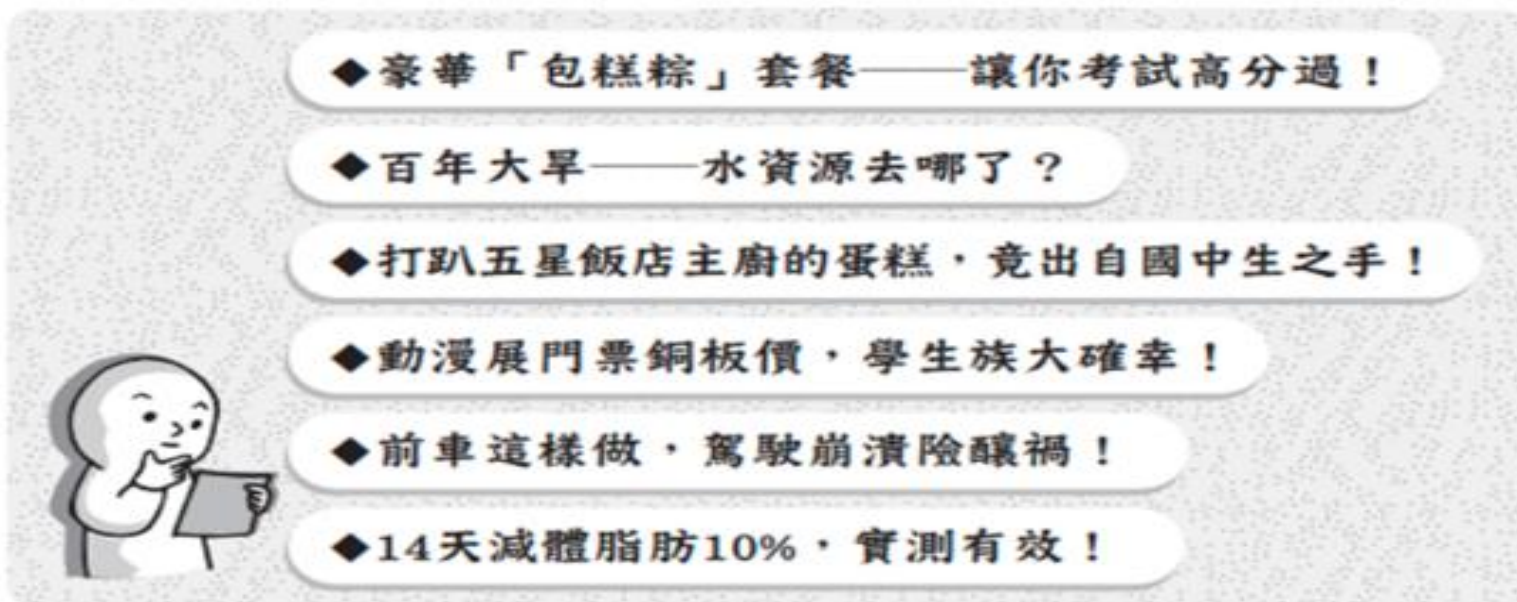 ◆豪華「包糕粽」套餐——讓你考試高分過！
◆百年大旱——水資源去哪了？
◆打趴五星飯店主廚的蛋糕，竟出自國中生之手！
◆動漫展門票銅板價，學生族大確幸！
◆前車這樣做，駕駛崩潰險釀禍！
◆14天減體脂肪10%，實測有效！